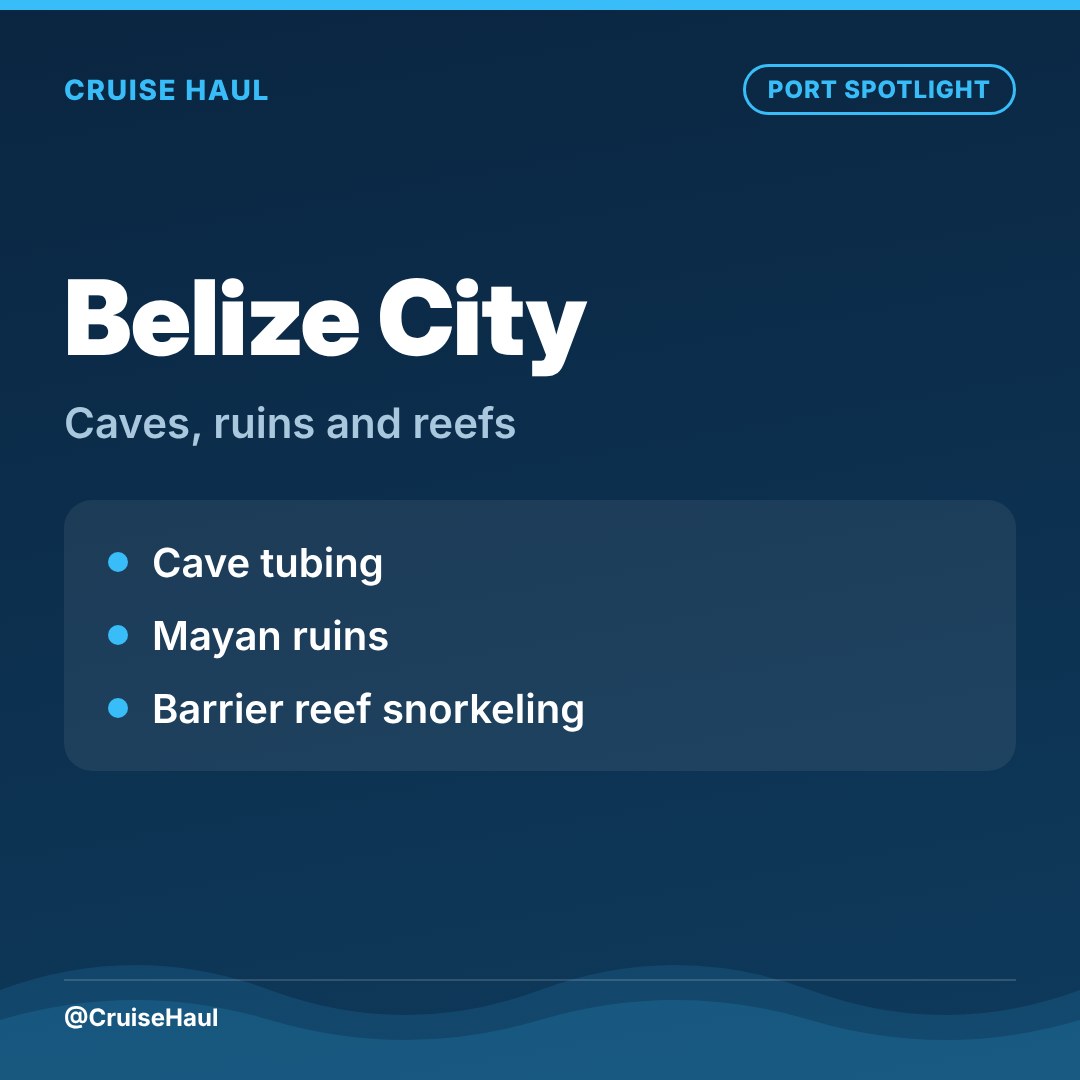 CRUISE HAUL
PORT SPOTLIGHT
Belize City
Caves, ruins and reefs
Cave tubing
Mayan ruins
Barrier reef snorkeling
@CruiseHaul